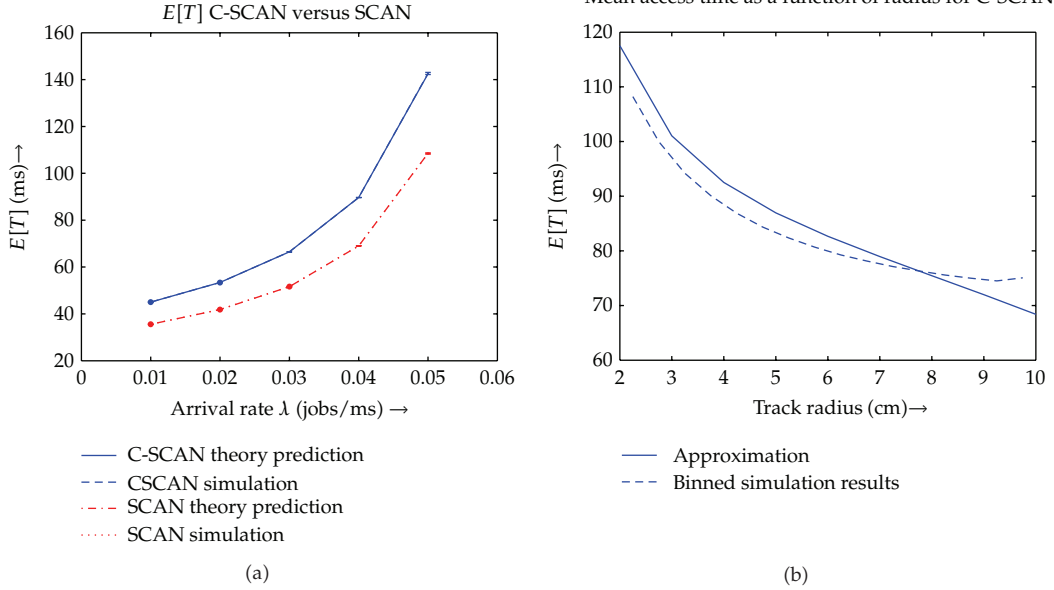 E[T] C-SCAN versus SCAN
160
140
120
100
80
60
40
20
E[T] (ms)→
0
0.01
0.02
0.03
0.04
0.05
0.06
Arrival rate λ (jobs/ms) →
C-SCAN theory prediction
CSCAN simulation
SCAN theory prediction
SCAN simulation
(a)
Mean access time as a function of radius for C-SCAN
120
110
100
90
80
70
60
E[T] (ms)→
2
3
4
5
6
7
8
9
10
Track radius (cm)→
Approximation
Binned simulation results
(b)